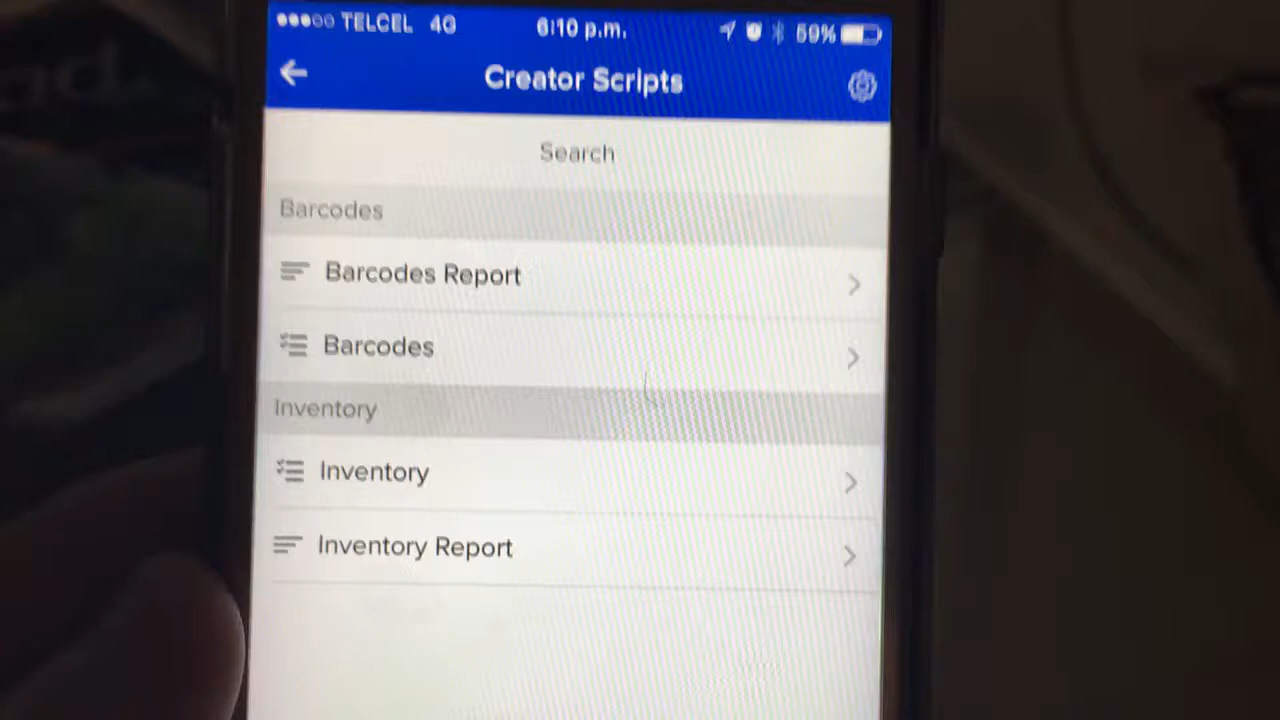 TELCEL 4G 6:10 p.m. 59%
Creator Scripts
Search
Barcodes
Barcodes Report
Barcodes
Inventory
Inventory
Inventory Report